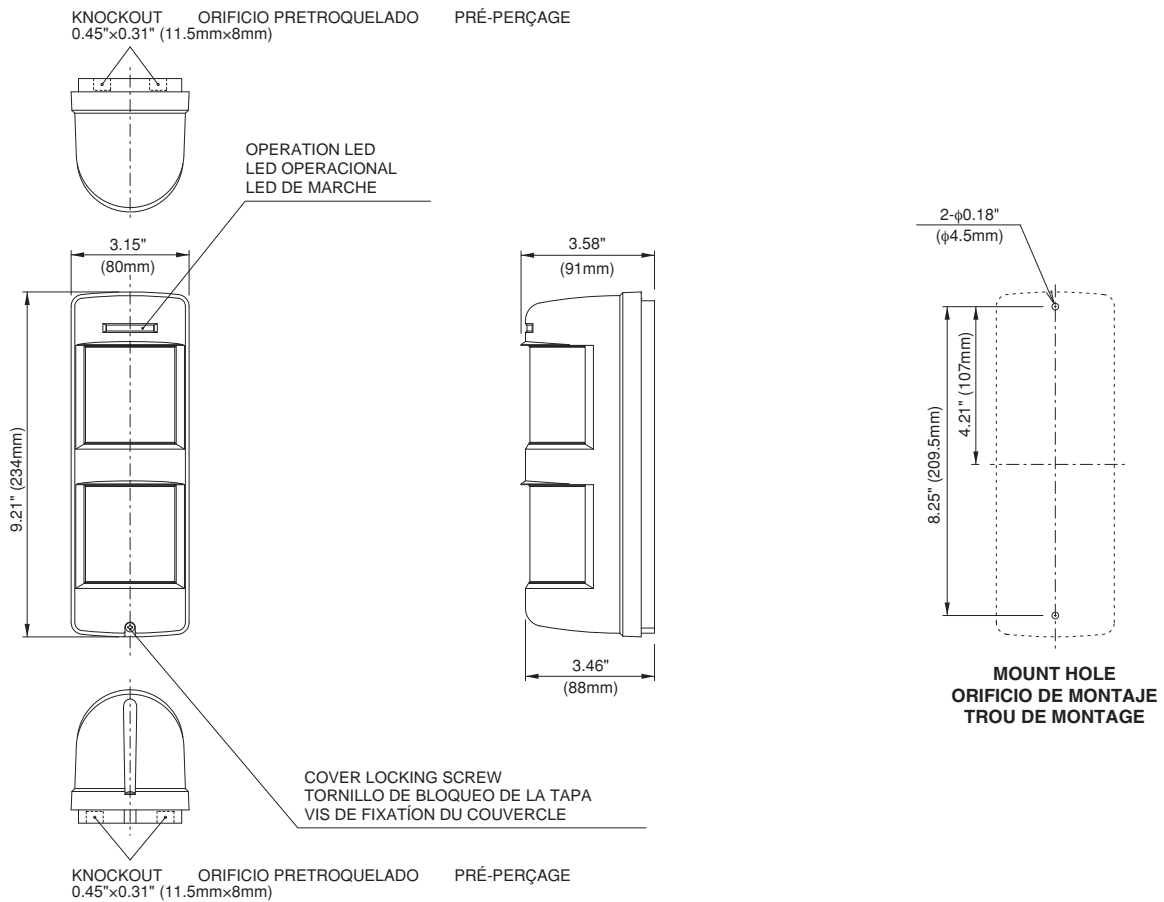 KNOCKOUT ORIFICIO PRETROQUELADO PRÉ-PERÇAGE
0.45"×0.31" (11.5mm×8mm)
OPERATION LED
LED OPERACIONAL
LED DE MARCHE
3.15"
(80mm)
9.21" (234mm)
3.58"
(91mm)
3.46"
(88mm)
2-ϕ0.18"
(ϕ4.5mm)
4.21" (107mm)
8.25" (209.5mm)
MOUNT HOLE
ORIFICIO DE MONTAJE
TROU DE MONTAGE
COVER LOCKING SCREW
TORNILLO DE BLOQUEO DE LA TAPA
VIS DE FIXATÍON DU COUVERCLE
KNOCKOUT ORIFICIO PRETROQUELADO PRÉ-PERÇAGE
0.45"×0.31" (11.5mm×8mm)